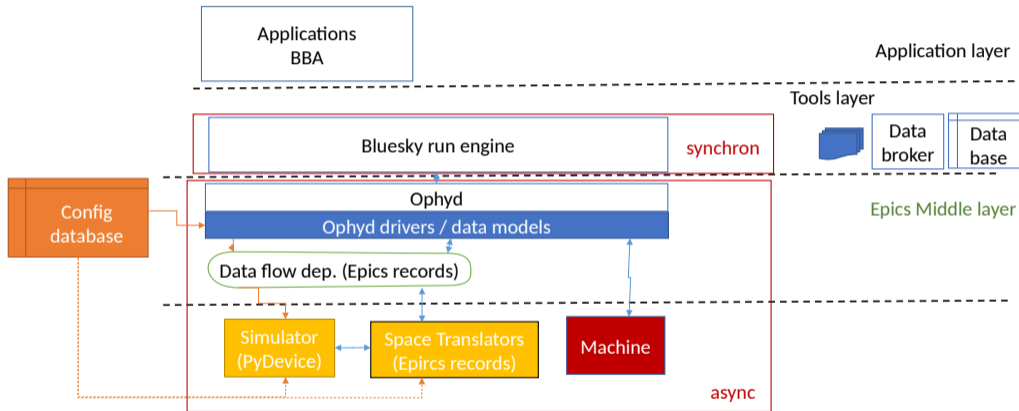 Applications
BBA
Application layer
Tools layer
Bluesky run engine
synchron
Data
broker
Data
base
Config
database
Ophyd
Epics Middle layer
Ophyd drivers / data models
Data flow dep. (Epics records)
Simulator
(PyDevice)
Space Translators
(Epircs records)
Machine
async